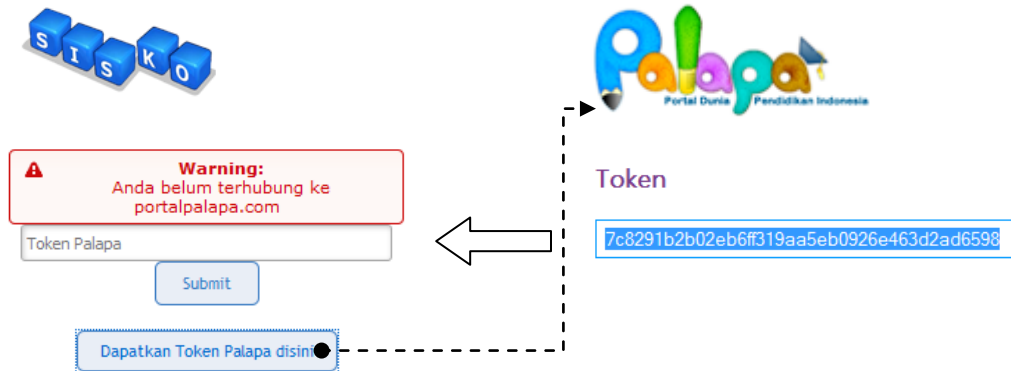 SISKO
Warning:
Anda belum terhubung ke
portalpalapa.com
Token Palapa
Submit
Dapatkan Token Palapa disini
Palapa
Portal Dunia Pendidikan Indonesia
Token
7c8291b2b02eb6ff319aa5eb0926e463d2ad6598